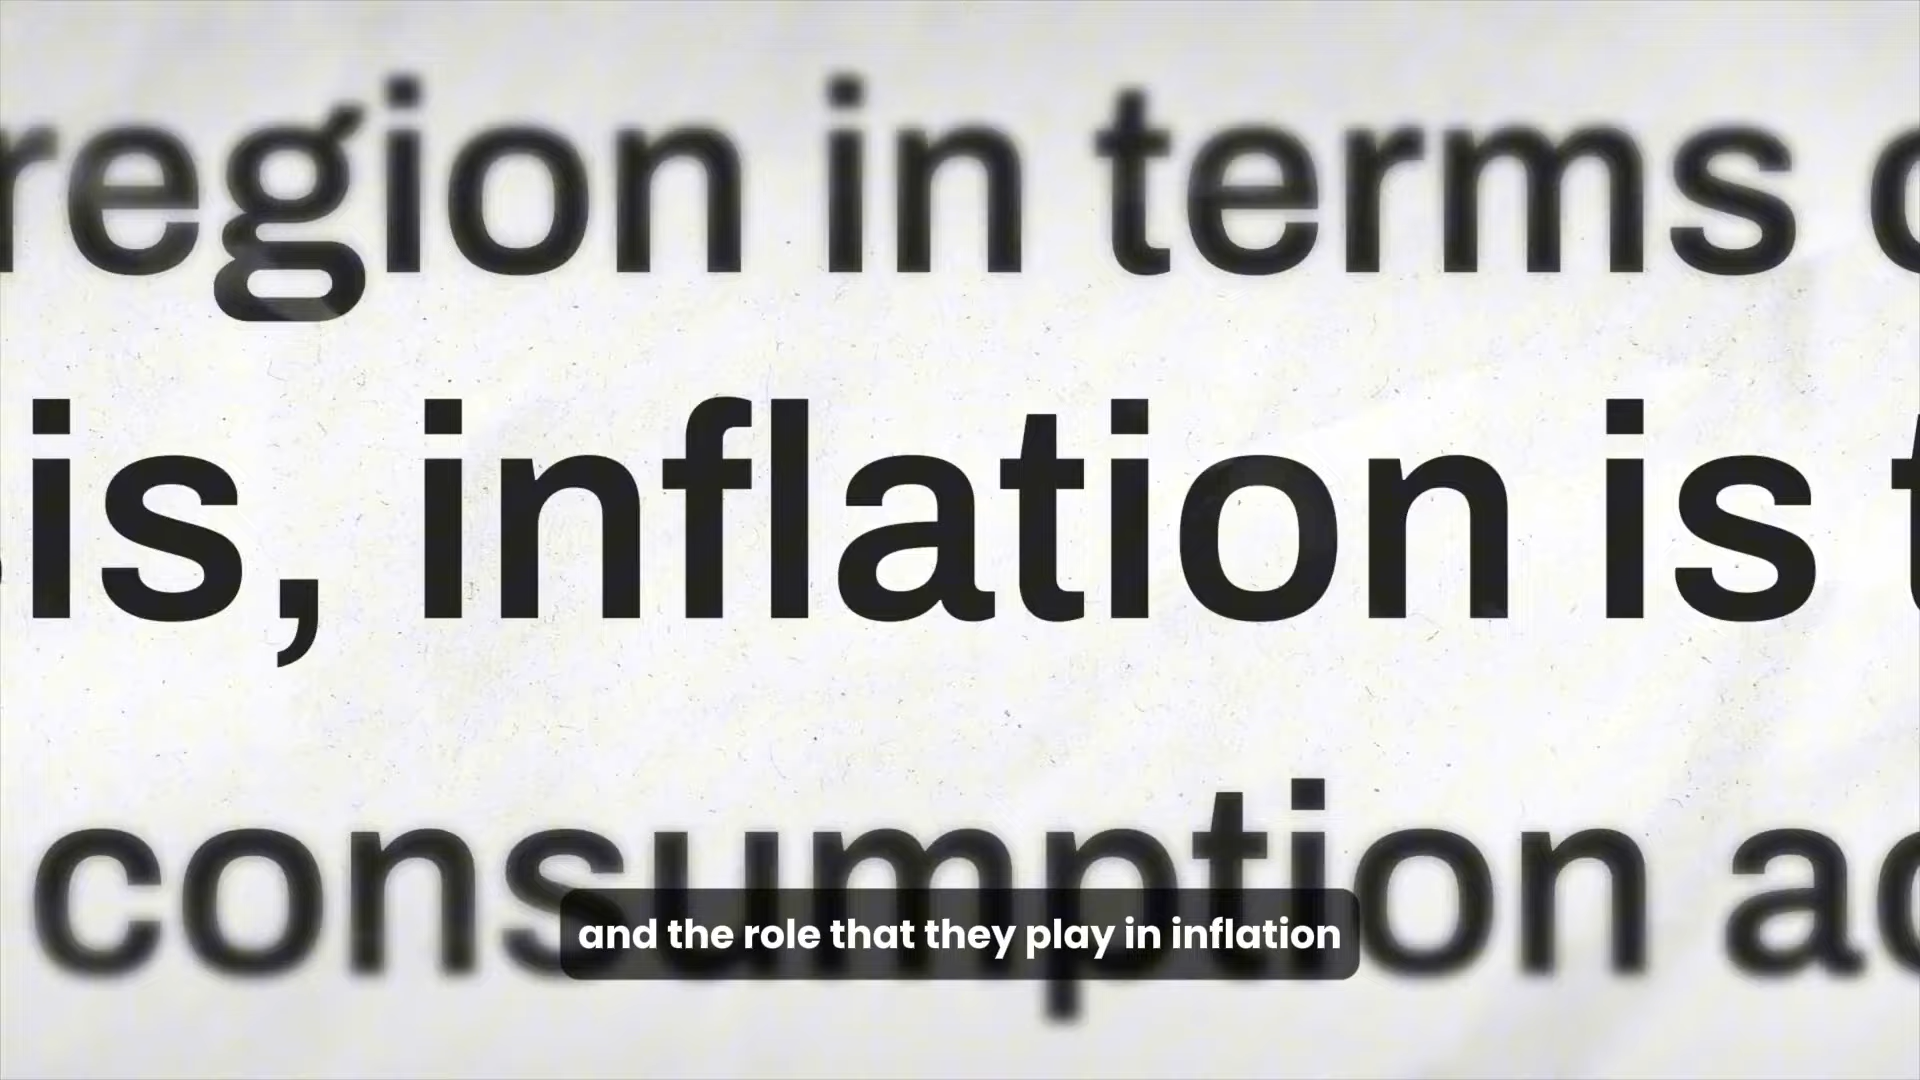 region in terms
is, inflation is
consumption
and the role that they play in inflation